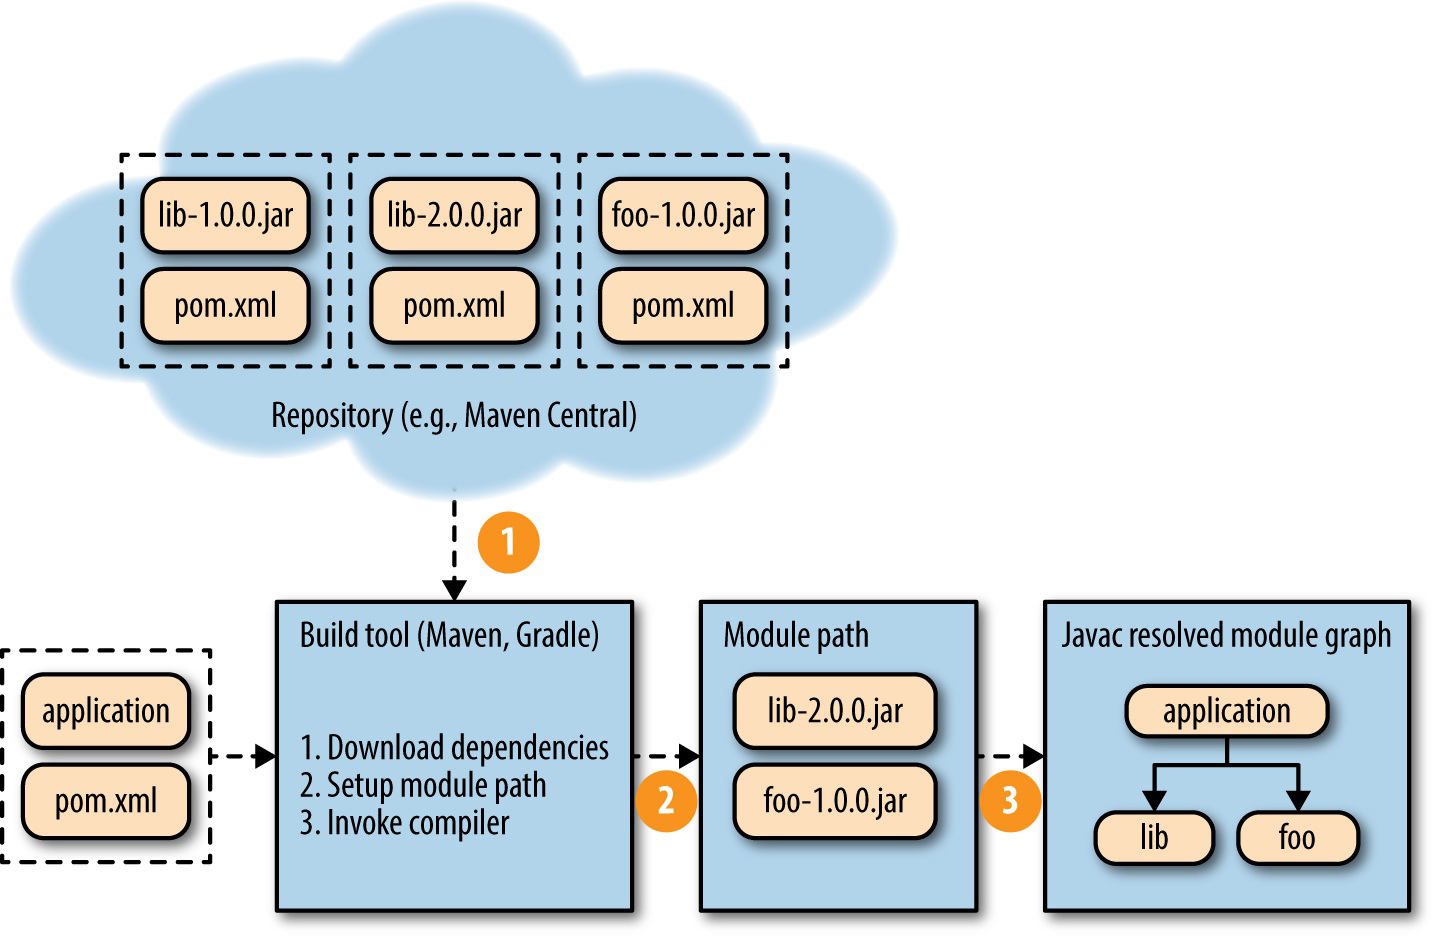 lib-1.0.0.jar
lib-2.0.0.jar
foo-1.0.0.jar
pom.xml
pom.xml
pom.xml
Repository (e.g., Maven Central)
1
application
pom.xml
Build tool (Maven, Gradle)
1. Download dependencies
2. Setup module path
3. Invoke compiler
2
Module path
lib-2.0.0.jar
foo-1.0.0.jar
3
Javac resolved module graph
application
lib
foo